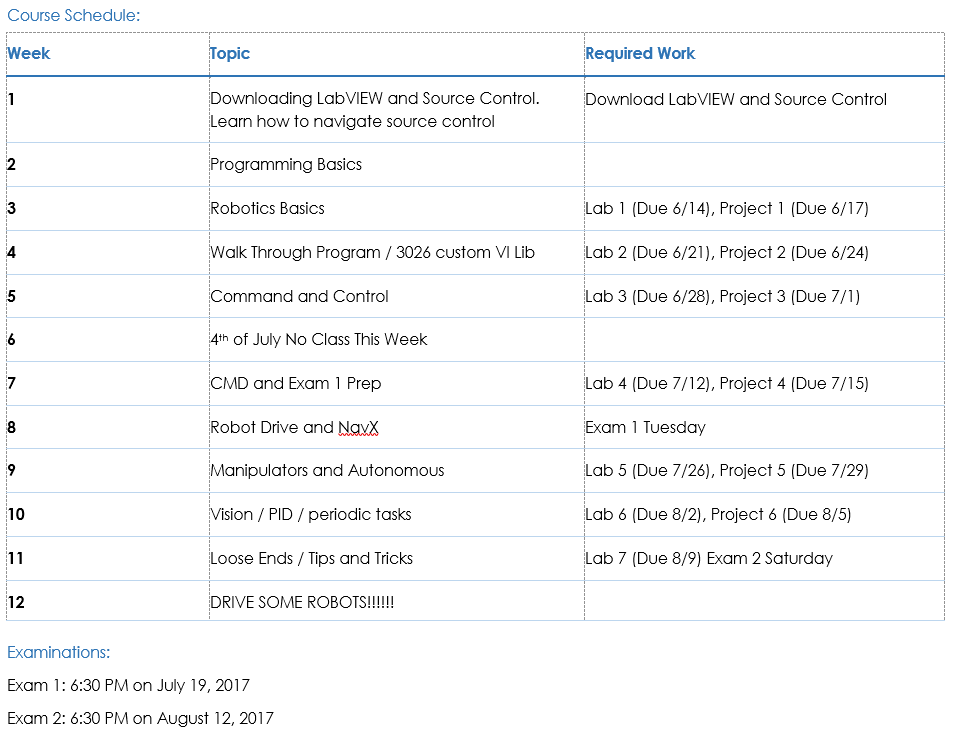 Course Schedule:
Week Topic Required Work
1 Downloading LabVIEW and Source Control. Download LabVIEW and Source Control
Learn how to navigate source control
2 Programming Basics
3 Robotics Basics Lab 1 (Due 6/14), Project 1 (Due 6/17)
4 Walk Through Program / 3026 custom VI Lib Lab 2 (Due 6/21), Project 2 (Due 6/24)
5 Command and Control Lab 3 (Due 6/28), Project 3 (Due 7/1)
6 4th of July No Class This Week
7 CMD and Exam 1 Prep Lab 4 (Due 7/12), Project 4 (Due 7/15)
8 Robot Drive and NavX Exam 1 Tuesday
9 Manipulators and Autonomous Lab 5 (Due 7/26), Project 5 (Due 7/29)
10 Vision / PID / periodic tasks Lab 6 (Due 8/2), Project 6 (Due 8/5)
11 Loose Ends / Tips and Tricks Lab 7 (Due 8/9) Exam 2 Saturday
12 DRIVE SOME ROBOTS!!!!!!
Examinations:
Exam 1: 6:30 PM on July 19, 2017
Exam 2: 6:30 PM on August 12, 2017